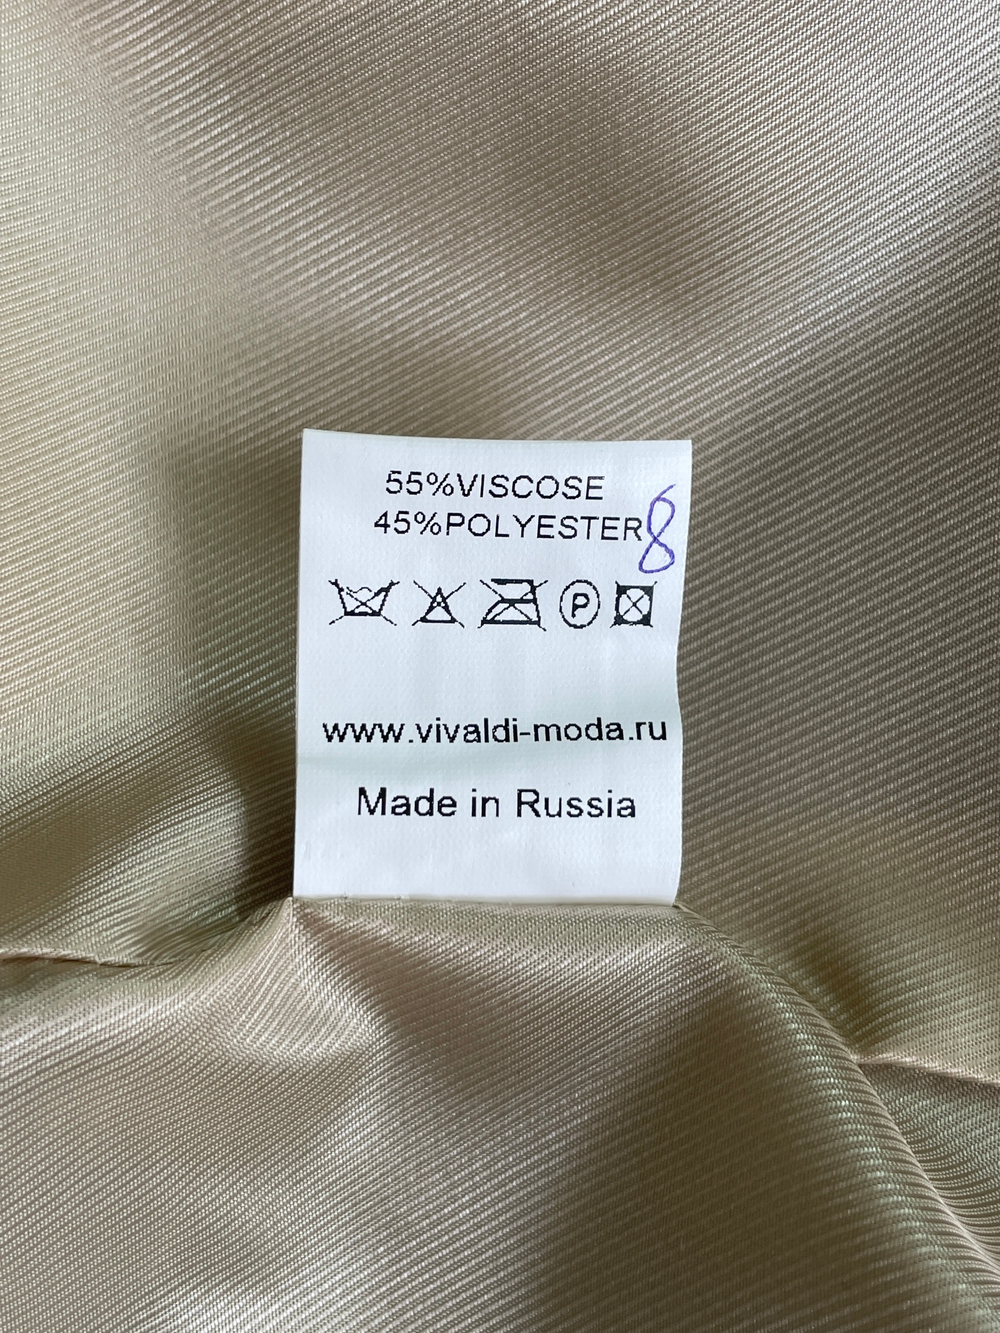 55%VISCOSE
45%POLYESTER
8
P
www.vivaldi-moda.ru
Made in Russia